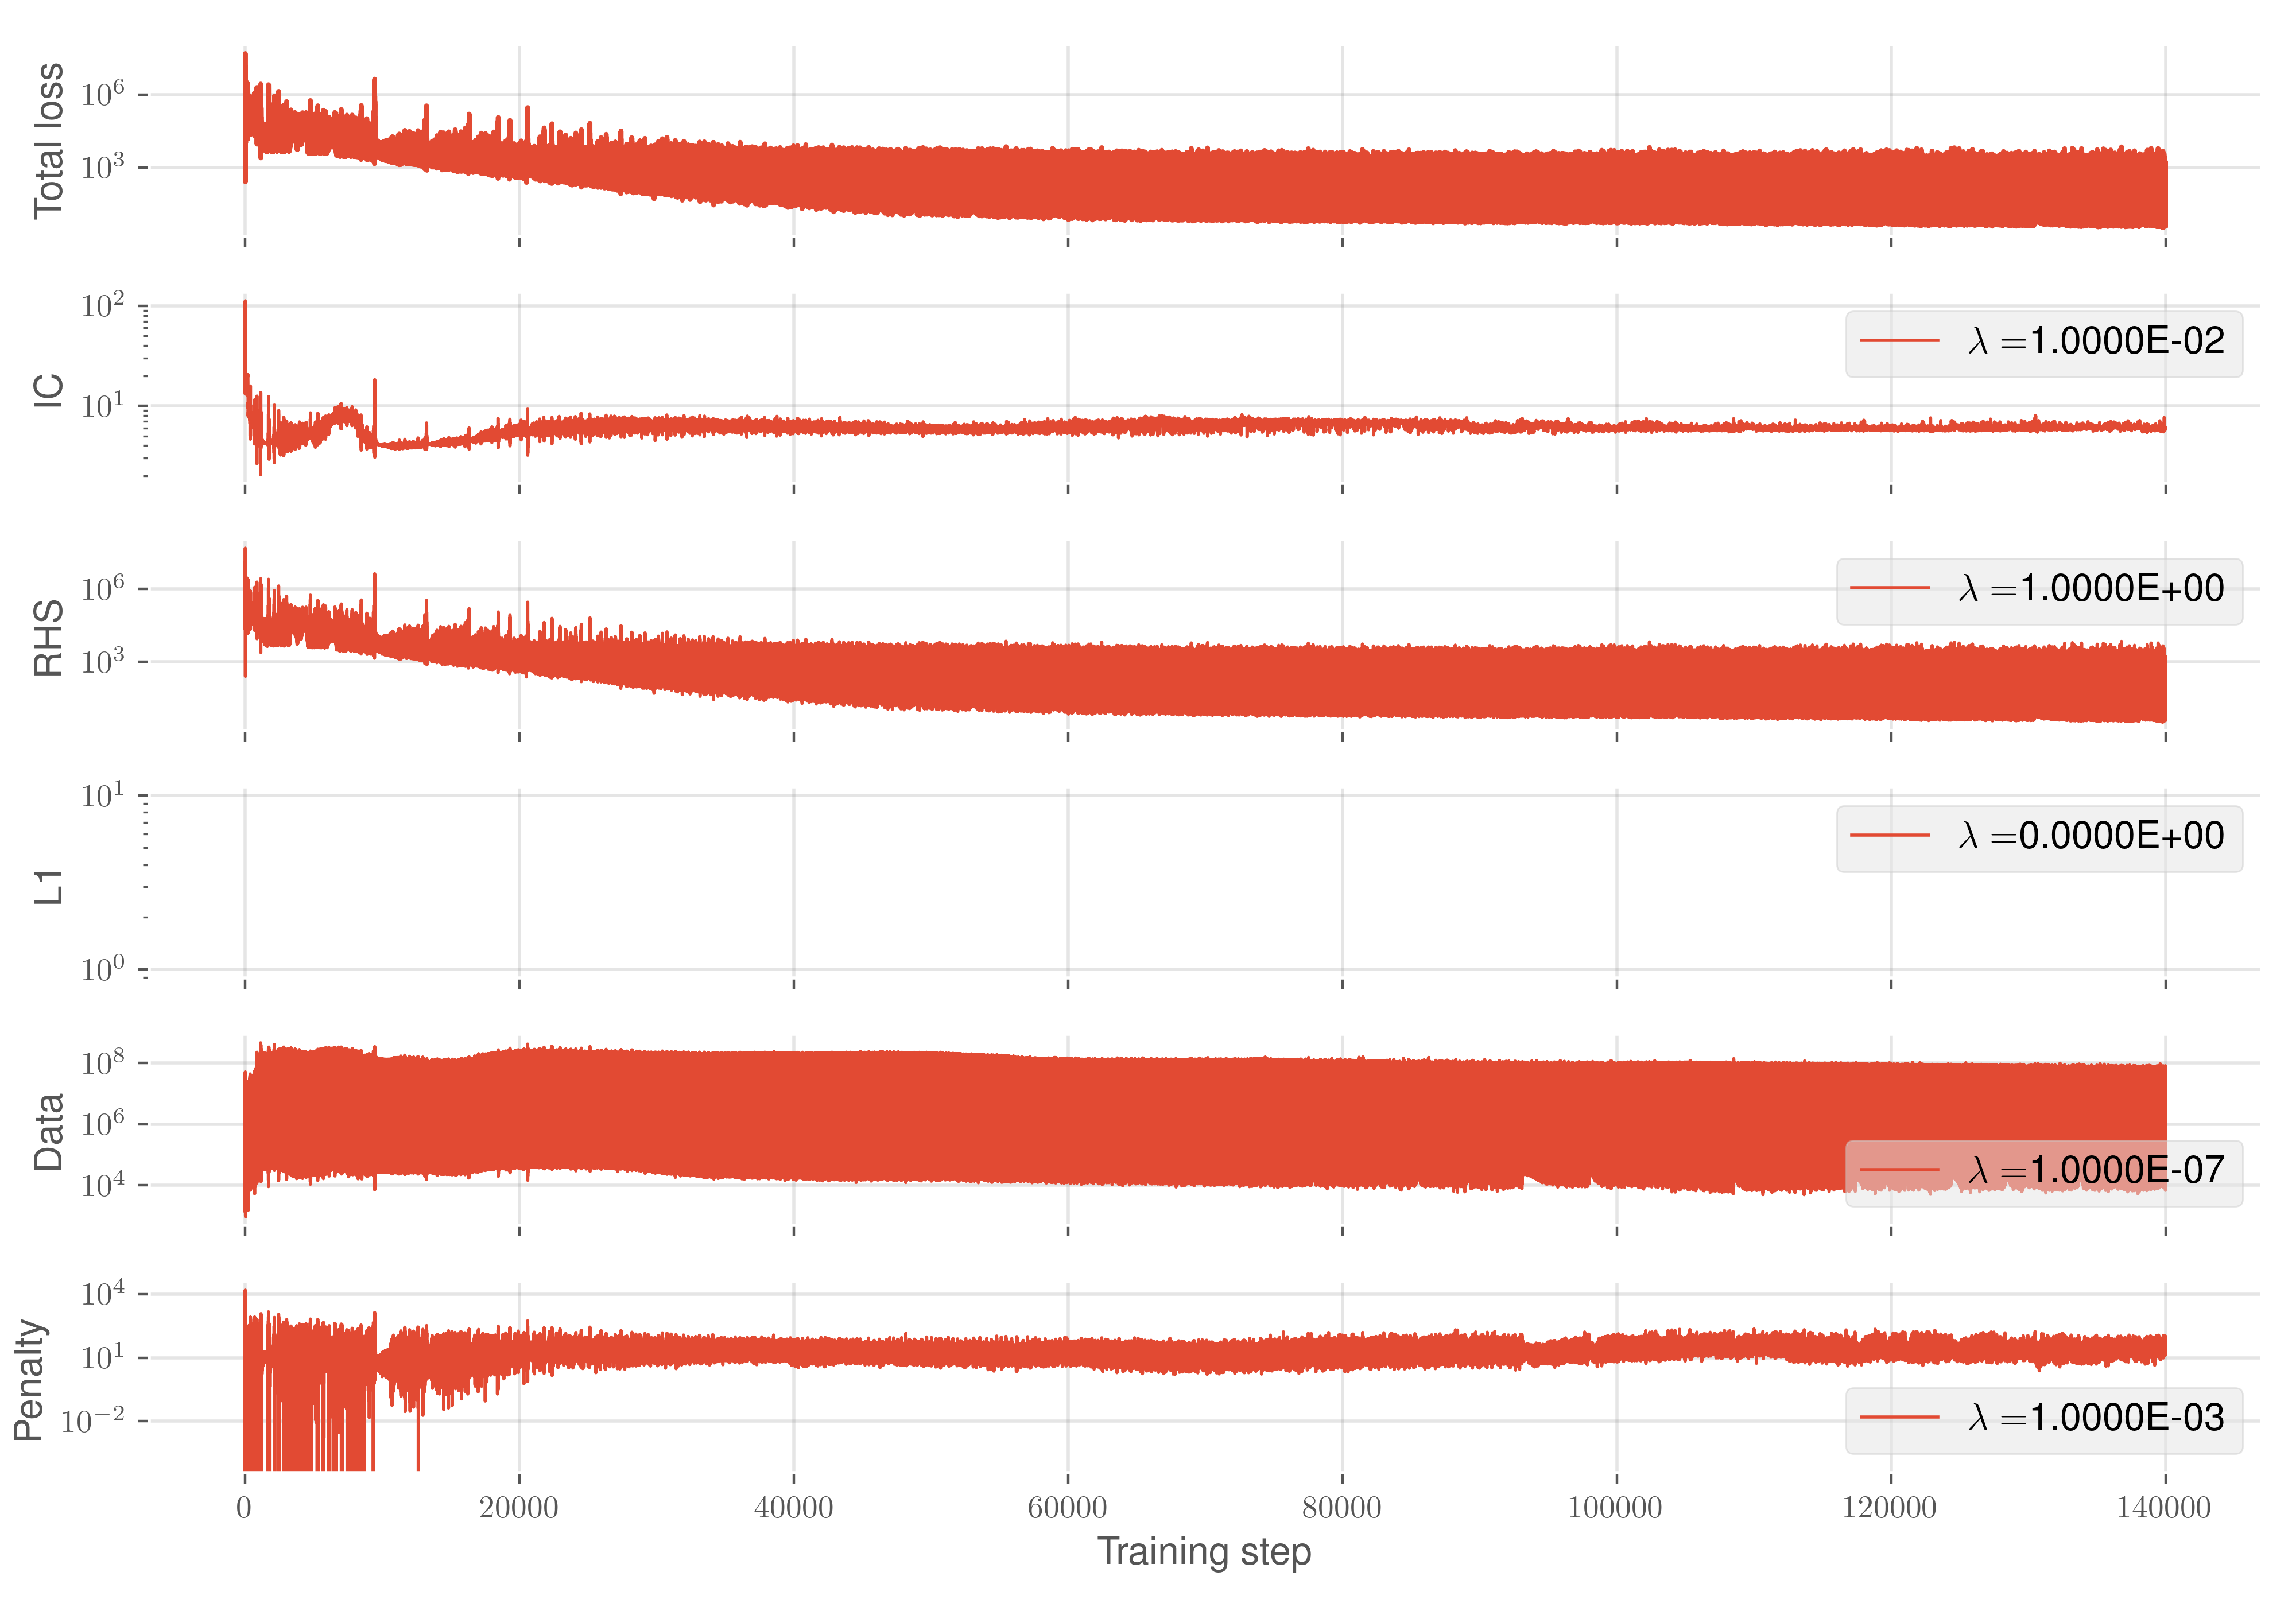 Total loss
10^6
10^3
IC
10^2
10^1
λ =1.0000E-02
RHS
10^6
10^3
λ =1.0000E+00
L1
10^1
10^0
λ =0.0000E+00
Data
10^8
10^6
10^4
λ =1.0000E-07
Penalty
10^4
10^1
10^−2
λ =1.0000E-03
0 20000 40000 60000 80000 100000 120000 140000
Training step